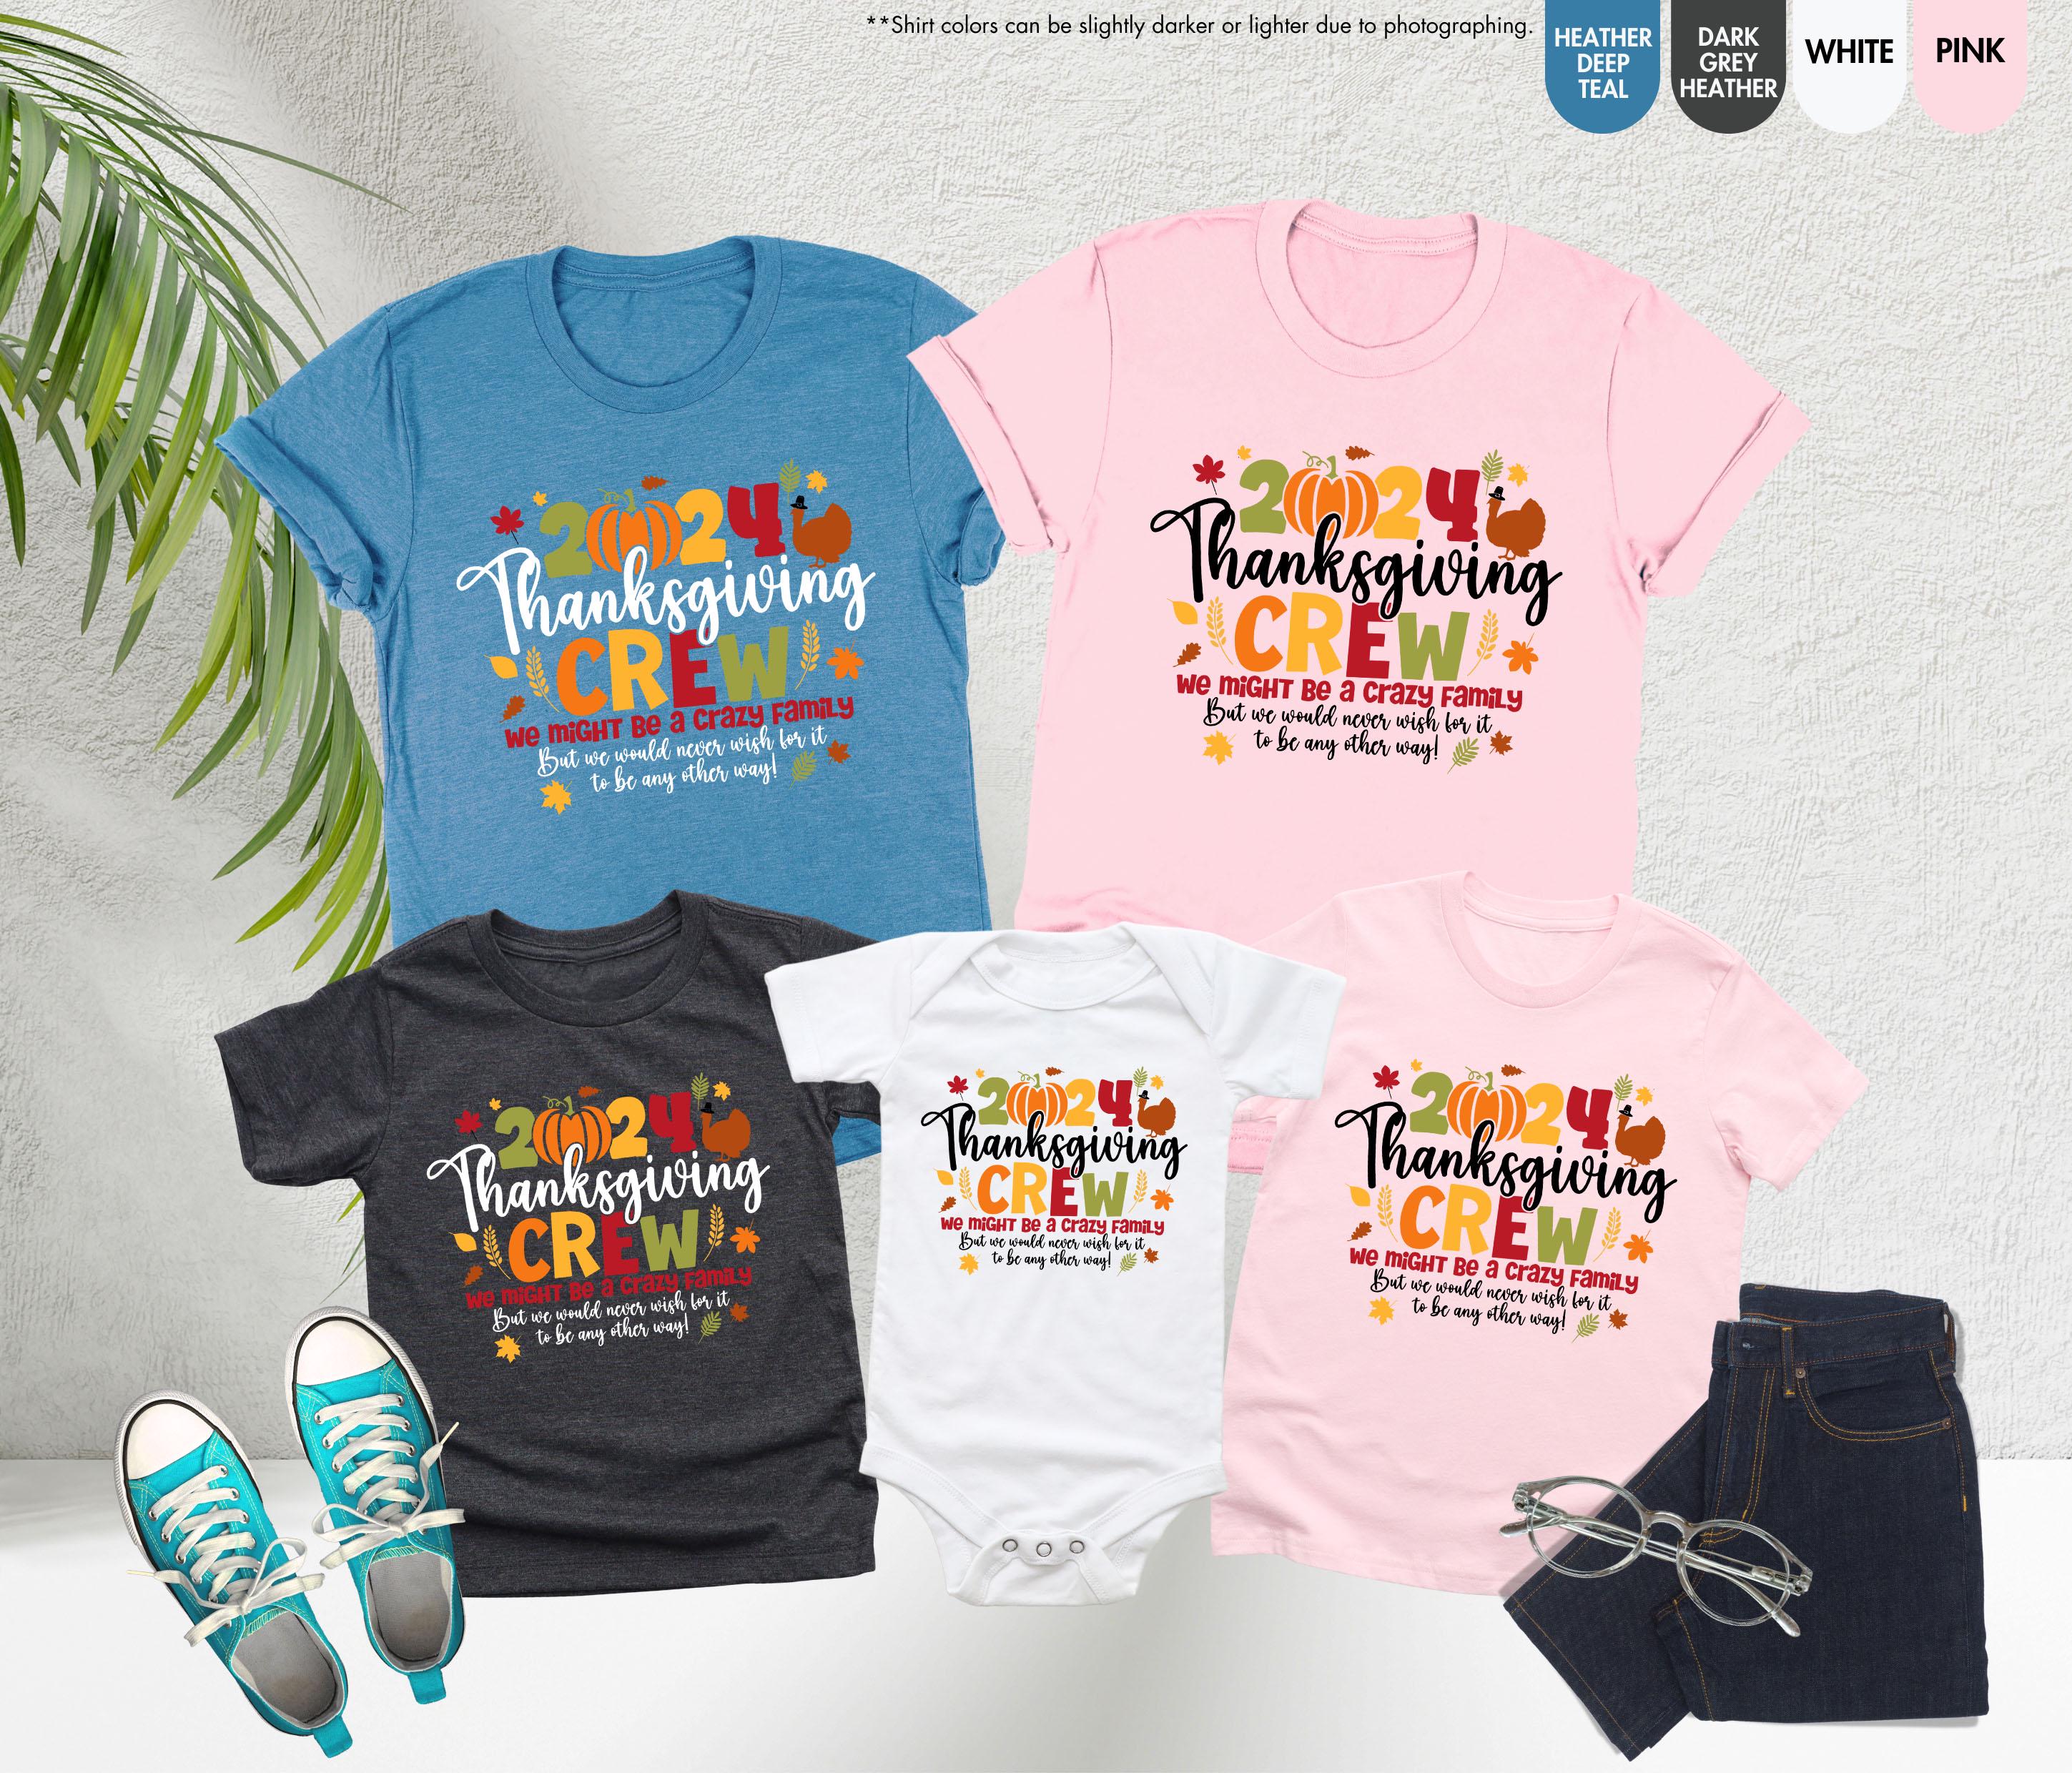 **Shirt colors can be slightly darker or lighter due to photographing.
HEATHER
DEEP
TEAL
DARK
GREY
HEATHER
WHITE
PINK
2024
Thanksgiving
CREW
We MiGHT Be a Crazy FaMiLy
But we would never wish for it
to be any other way!
2024
Thanksgiving
CREW
We MiGHT Be a Crazy FaMiLy
But we would never wish for it
to be any other way!
2024
Thanksgiving
CREW
We MiGHT Be a Crazy FaMiLy
But we would never wish for it
to be any other way!
2024
Thanksgiving
CREW
We MiGHT Be a Crazy FaMiLy
But we would never wish for it
to be any other way!
2024
Thanksgiving
CREW
We MiGHT Be a Crazy FaMiLy
But we would never wish for it
to be any other way!